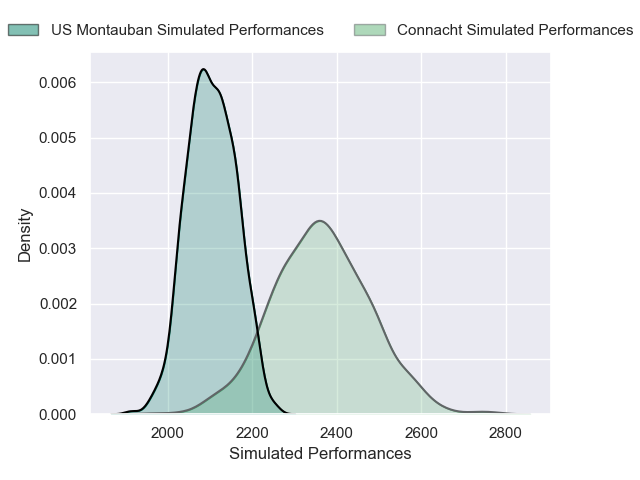 US Montauban Simulated Performances
Connacht Simulated Performances
0.006
0.005
0.004
0.003
0.002
0.001
0.000
Density
2000 2200 2400 2600 2800
Simulated Performances